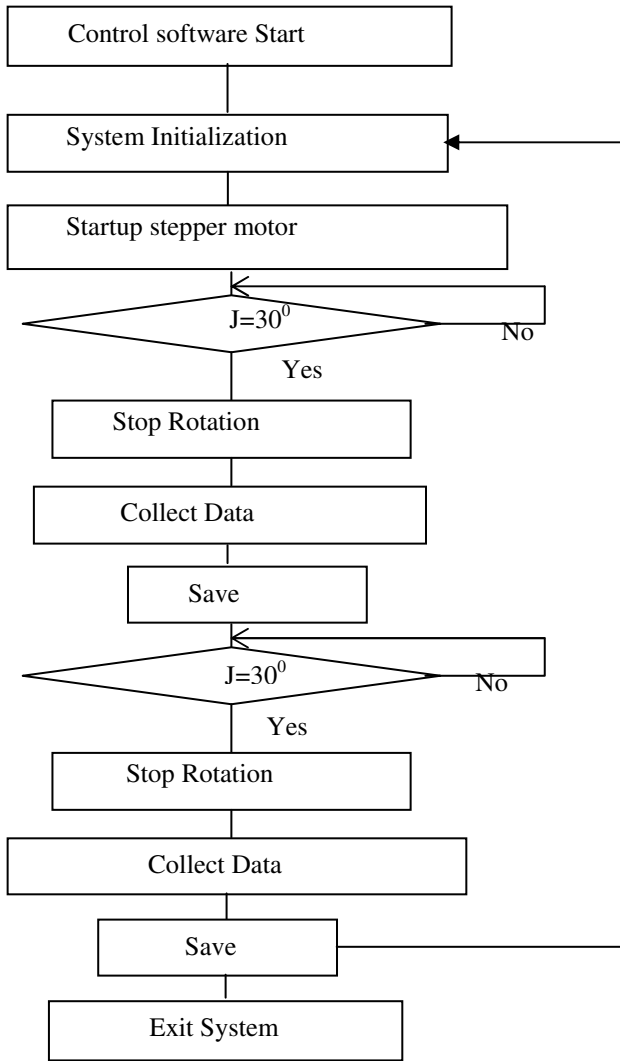 Control software Start
System Initialization
Startup stepper motor
J=30⁰
No
Yes
Stop Rotation
Collect Data
Save
J=30⁰
No
Yes
Stop Rotation
Collect Data
Save
Exit System